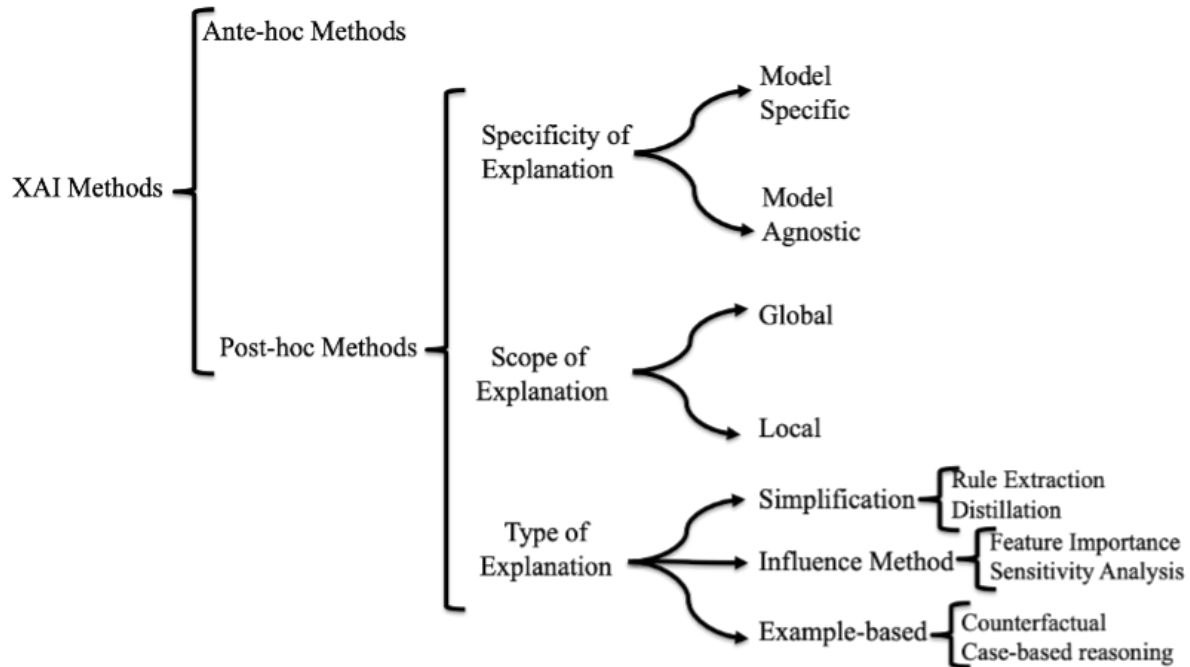 Ante-hoc Methods
XAI Methods
Post-hoc Methods
Specificity of
Explanation
Model
Specific
Model
Agnostic
Scope of
Explanation
Global
Local
Type of
Explanation
Simplification
Rule Extraction
Distillation
Influence Method
Feature Importance
Sensitivity Analysis
Example-based
Counterfactual
Case-based reasoning